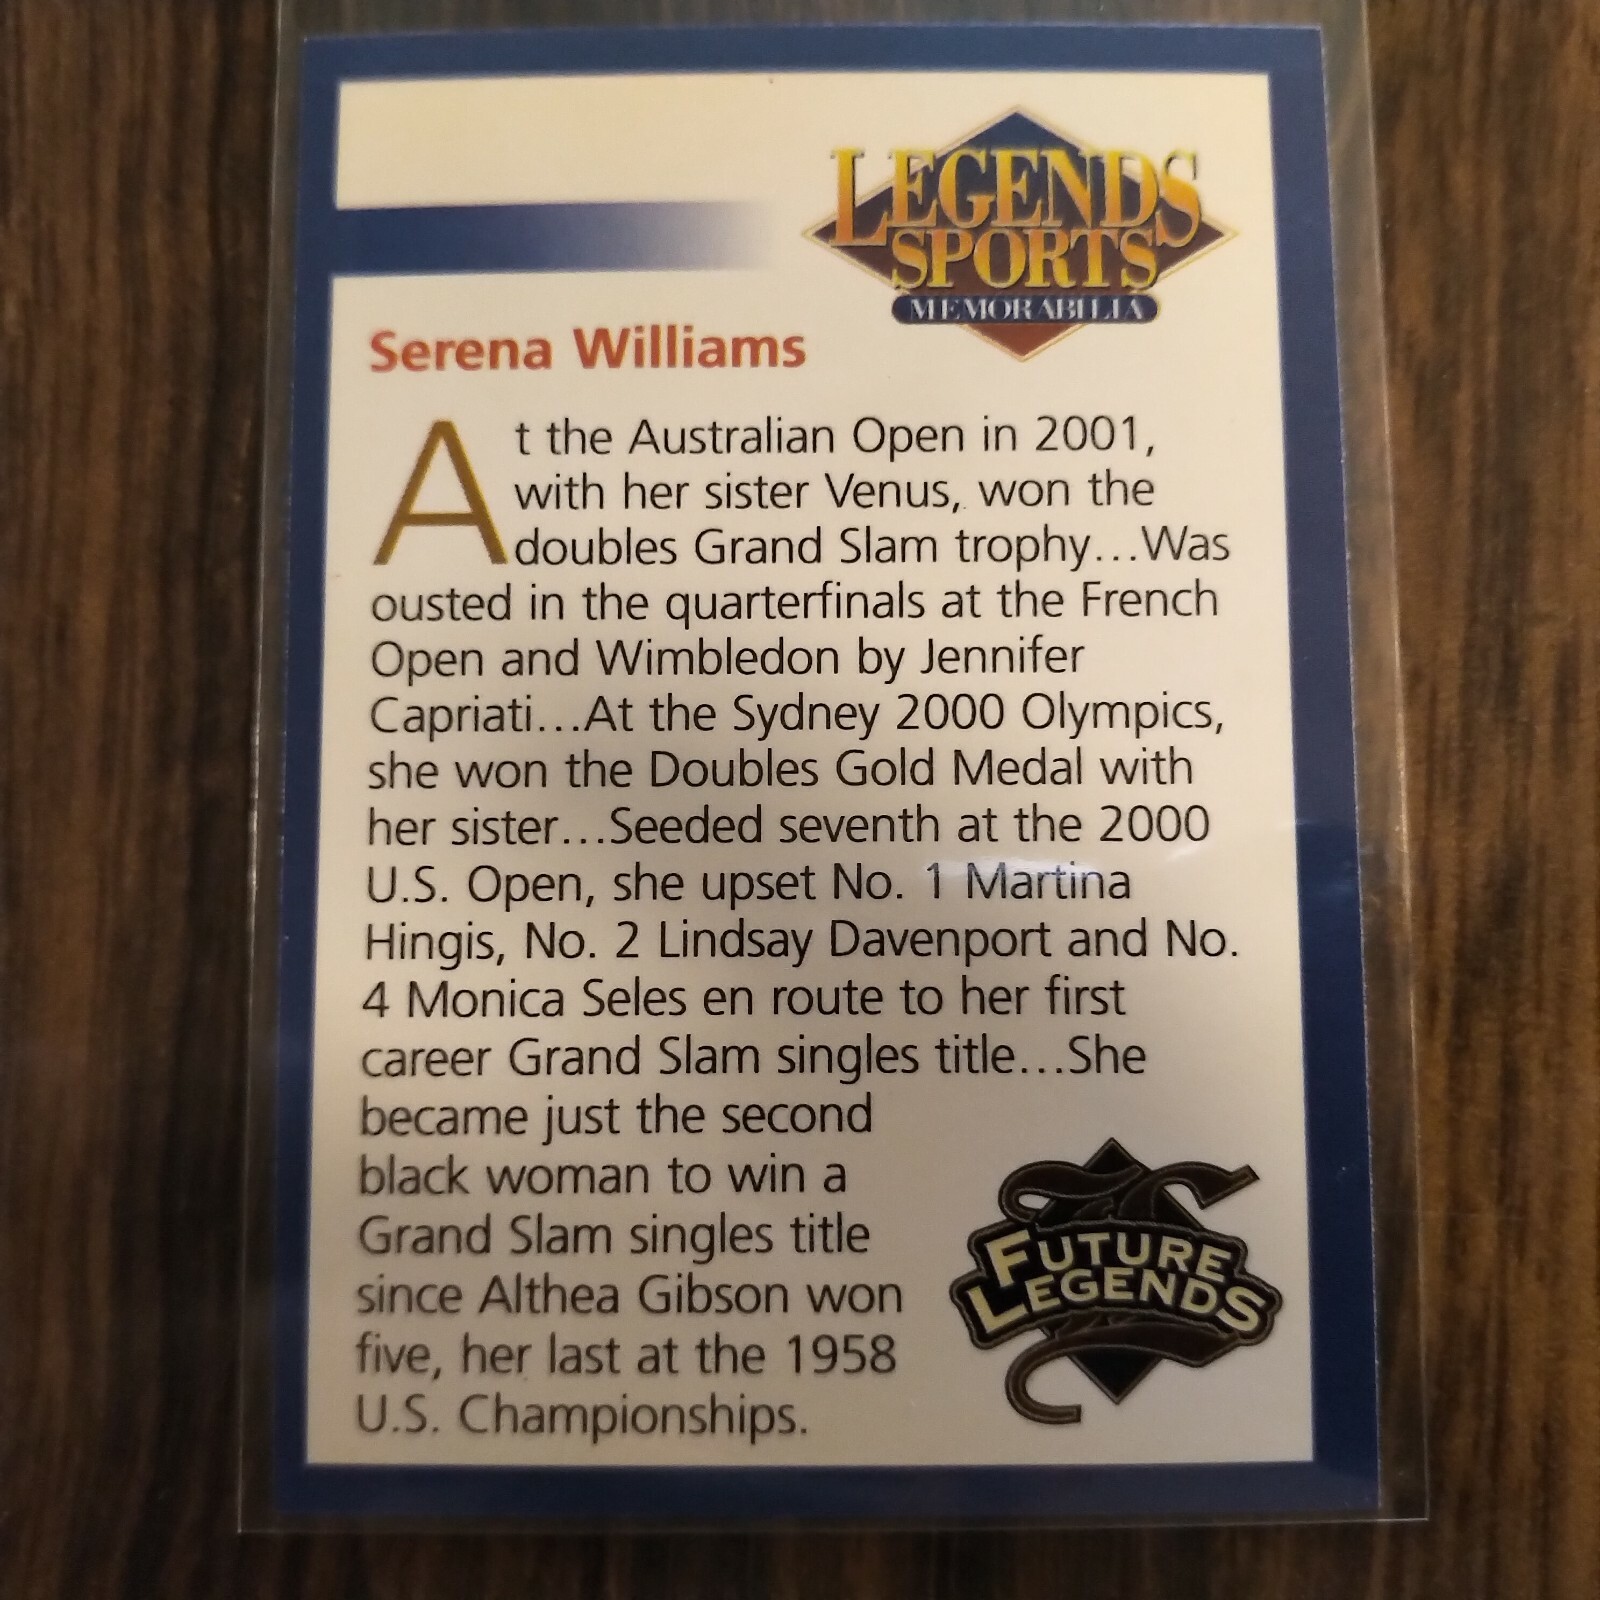 LEGENDS
SPORTS
MEMORABILIA
Serena Williams
At the Australian Open in 2001,
with her sister Venus, won the
doubles Grand Slam trophy...Was
ousted in the quarterfinals at the French
Open and Wimbledon by Jennifer
Capriati...At the Sydney 2000 Olympics,
she won the Doubles Gold Medal with
her sister...Seeded seventh at the 2000
U.S. Open, she upset No. 1 Martina
Hingis, No. 2 Lindsay Davenport and No.
4 Monica Seles en route to her first
career Grand Slam singles title...She
became just the second
black woman to win a
Grand Slam singles title
since Althea Gibson won
five, her last at the 1958
U.S. Championships.
FUTURE
LEGENDS